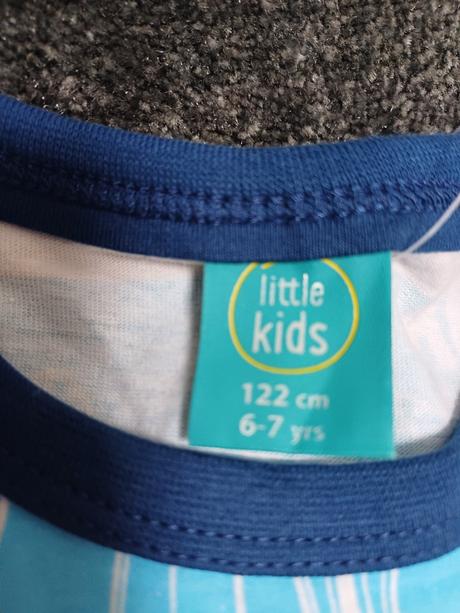 little
kids
122 cm
6-7 yrs